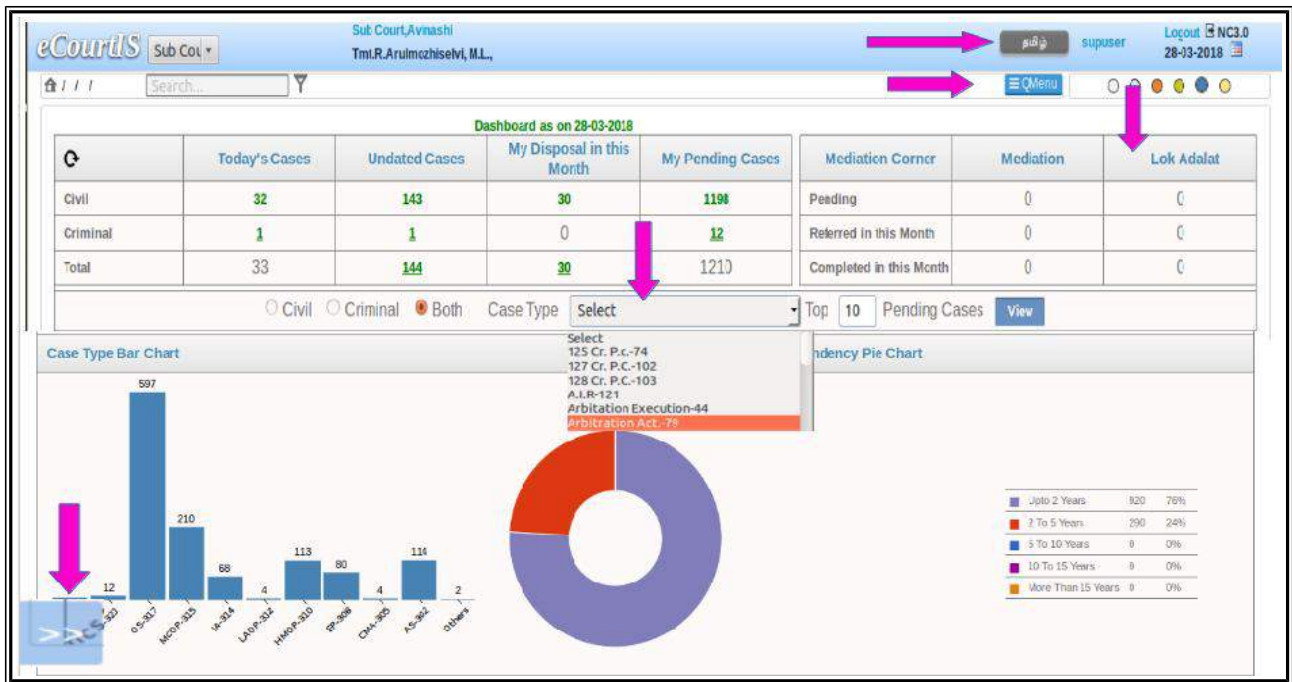 eCourtIS Sub Cou
Sub Court,Avinashi
Tmt.R.Arulmozhiselvi, M.L.,
தமிழ் supuser Logout NC3.0
28-03-2018
/ / / Search... QMenu
Dashboard as on 28-03-2018
Today's Cases Undated Cases My Disposal in this Month My Pending Cases Mediation Corner Mediation Lok Adalat
Civil 32 143 30 1198 Pending 0 0
Criminal 1 1 0 12 Referred in this Month 0 0
Total 33 144 30 1210 Completed in this Month 0 0
Civil Criminal Both Case Type Select Top 10 Pending Cases View
Select
125 Cr. P.c.-74
127 Cr. P.C.-102
128 Cr. P.C.-103
A.I.R-121
Arbitation Execution-44
Arbitration Act.-79
Case Type Bar Chart
ndency Pie Chart
597
210
113
114
68
80
12
4
4
2
OS-317
MCOP-315
IA-314
LAOP-312
HMOP-310
EP-308
CMA-305
AS-302
Others
>>
Upto 2 Years 920 76%
2 To 5 Years 290 24%
5 To 10 Years 0 0%
10 To 15 Years 0 0%
More Than 15 Years 0 0%